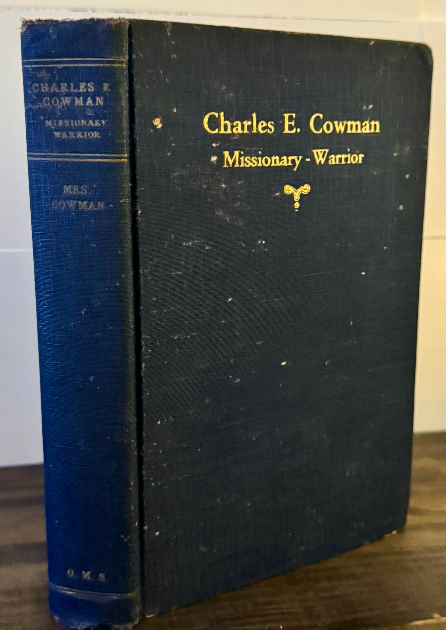 CHARLES E.
COWMAN
MISSIONARY
WARRIOR
MRS.
COWMAN
O. M. S.
Charles E. Cowman
Missionary - Warrior